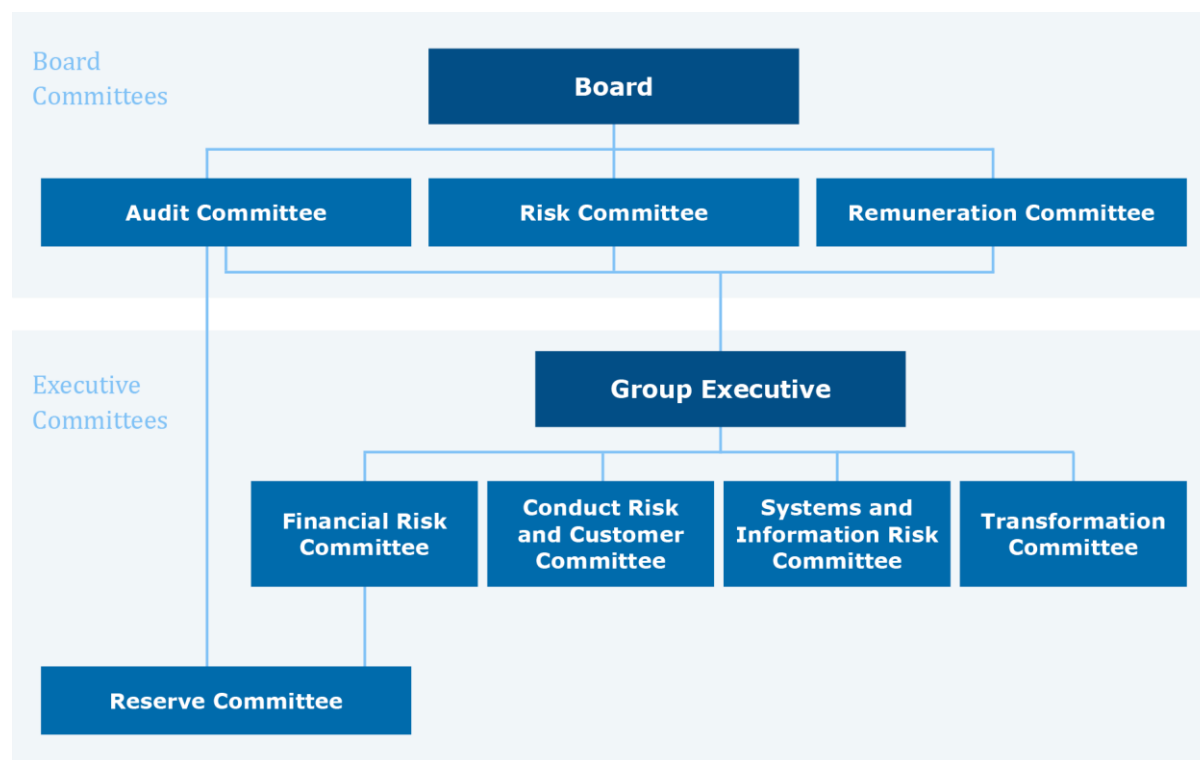 Board
Committees
Board
Audit Committee
Risk Committee
Remuneration Committee
Executive
Committees
Group Executive
Financial Risk
Committee
Conduct Risk
and Customer
Committee
Systems and
Information Risk
Committee
Transformation
Committee
Reserve Committee